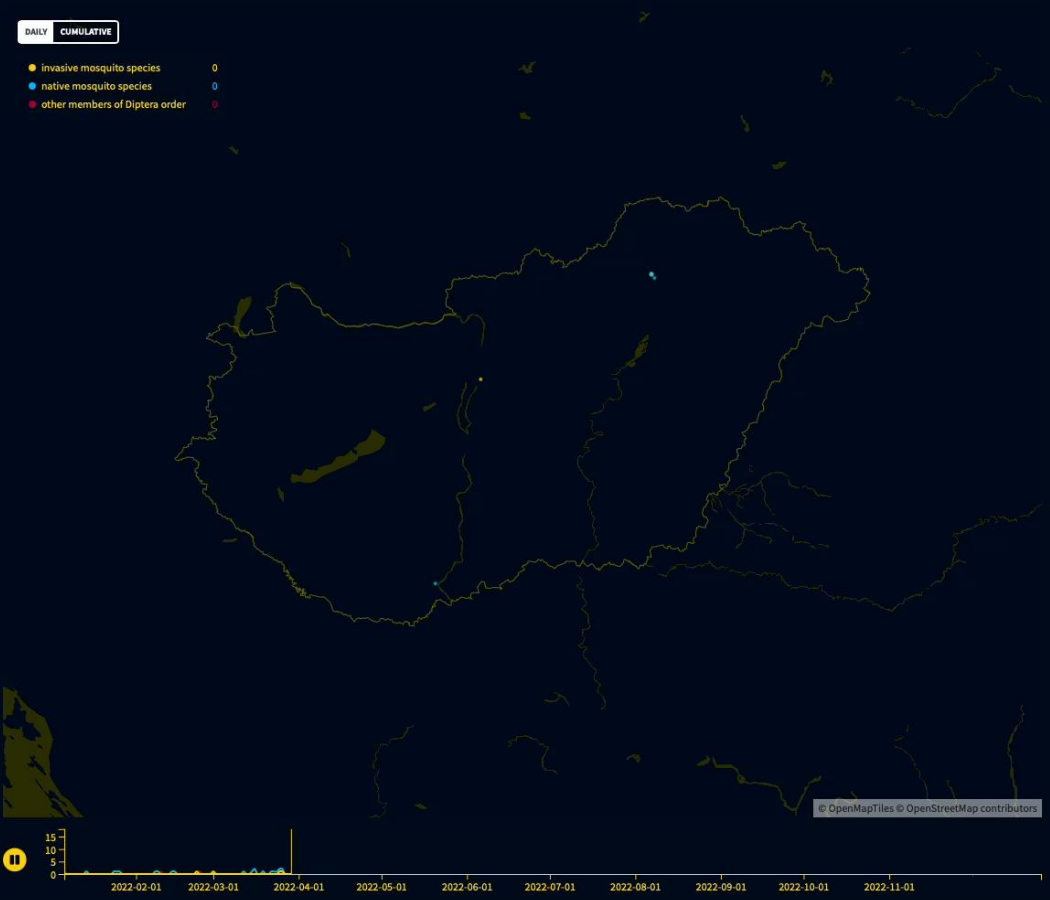 DAILY CUMULATIVE
invasive mosquito species 0
native mosquito species 0
other members of Diptera order 0
© OpenMapTiles © OpenStreetMap contributors
15
10
5
0
2022-02-01 2022-03-01 2022-04-01 2022-05-01 2022-06-01 2022-07-01 2022-08-01 2022-09-01 2022-10-01 2022-11-01